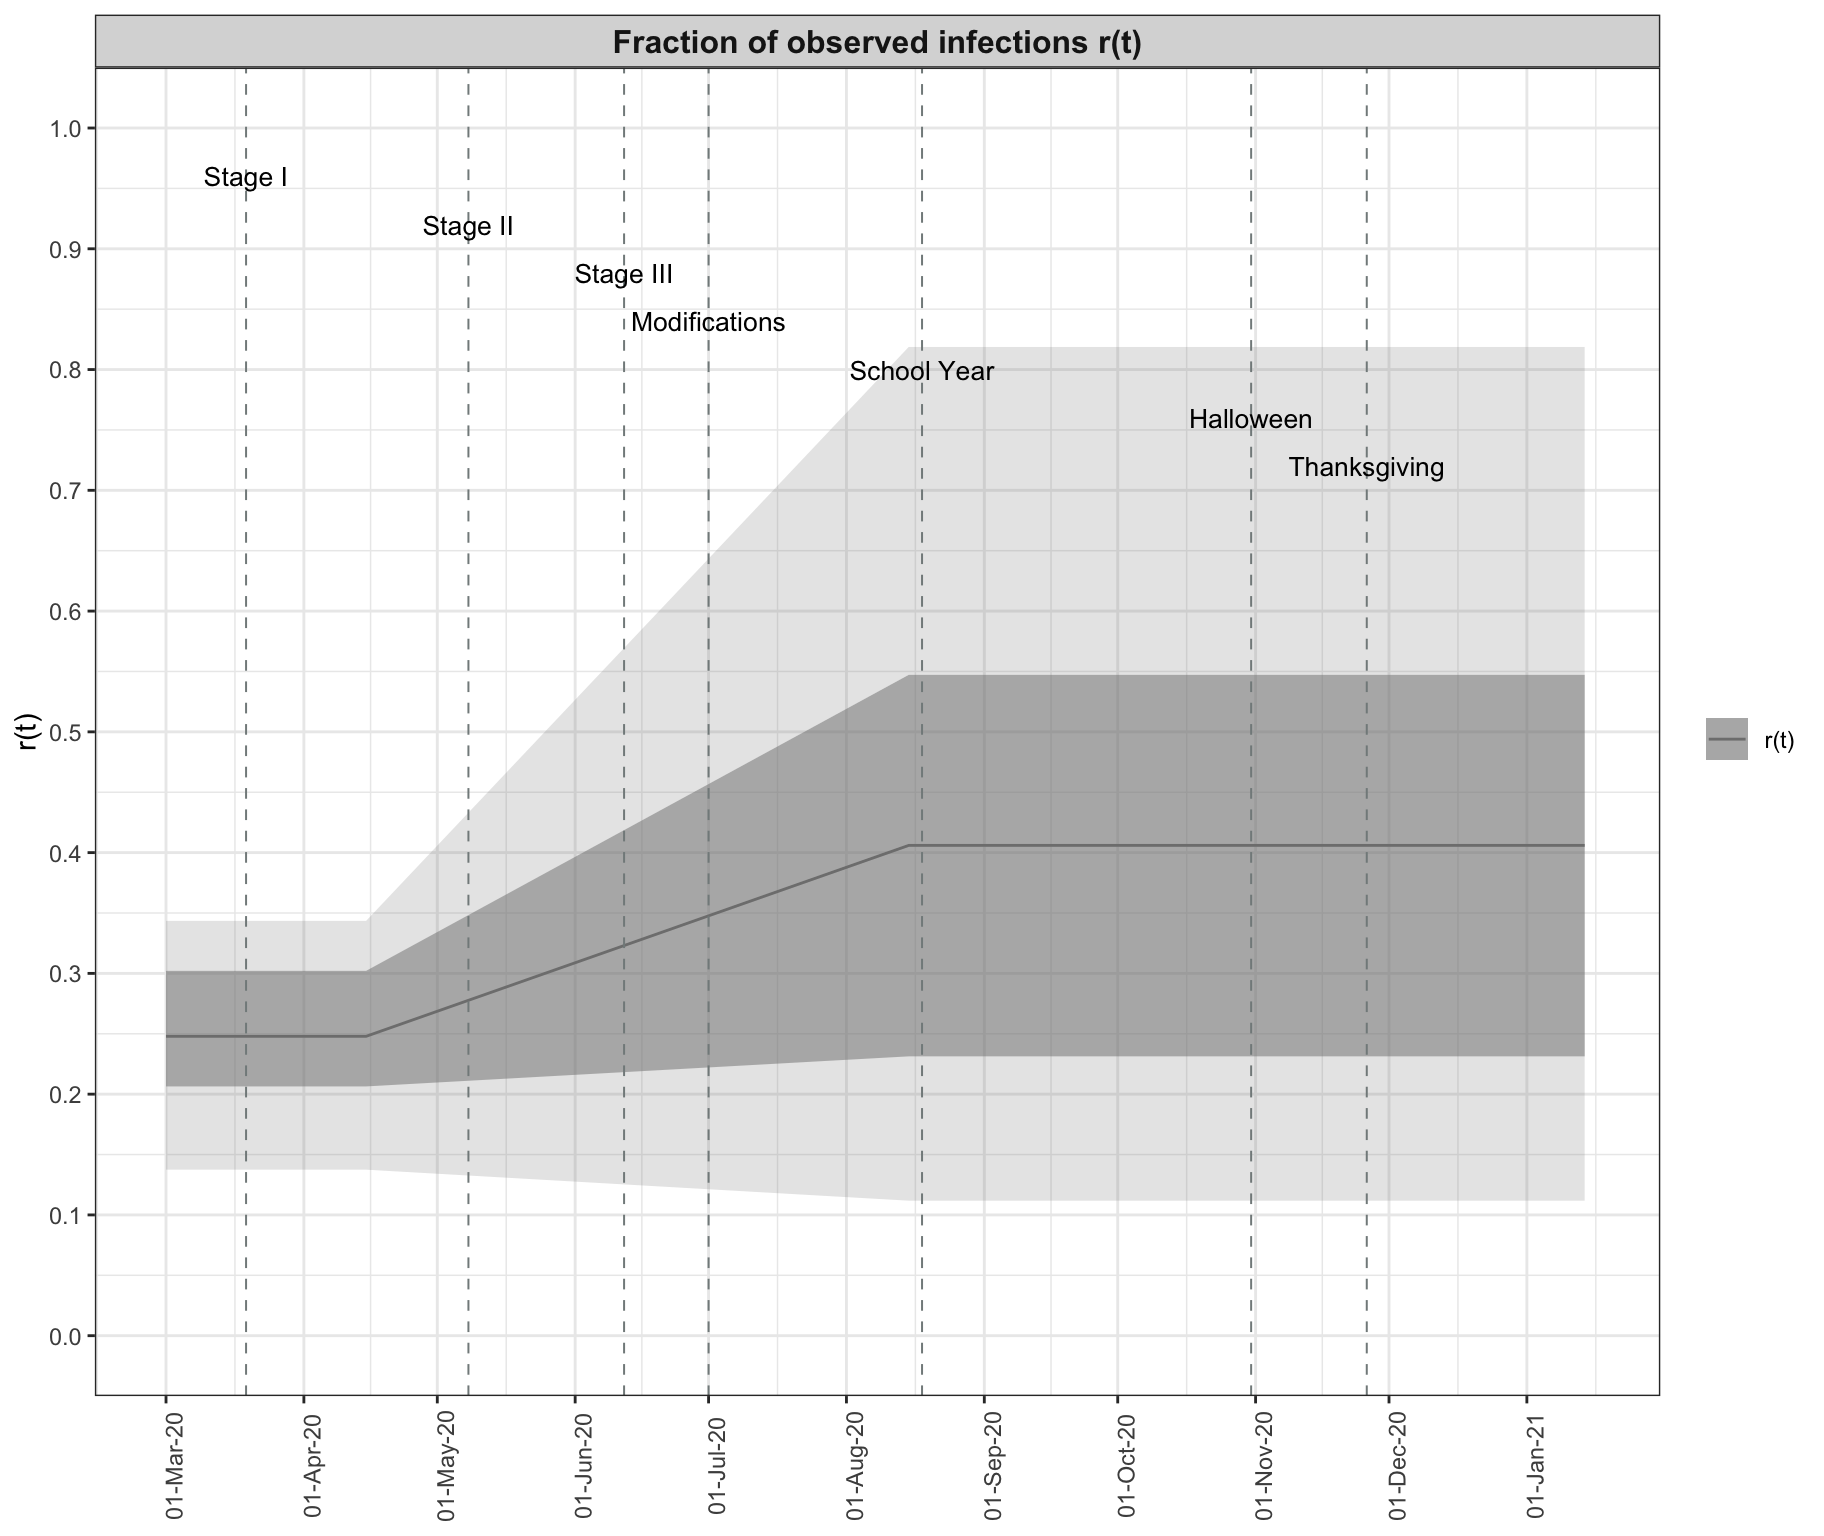 Fraction of observed infections r(t)
1.0
0.9
0.8
0.7
0.6
0.5
0.4
0.3
0.2
0.1
0.0
r(t)
Stage I
Stage II
Stage III
Modifications
School Year
Halloween
Thanksgiving
01-Mar-20
01-Apr-20
01-May-20
01-Jun-20
01-Jul-20
01-Aug-20
01-Sep-20
01-Oct-20
01-Nov-20
01-Dec-20
01-Jan-21
r(t)